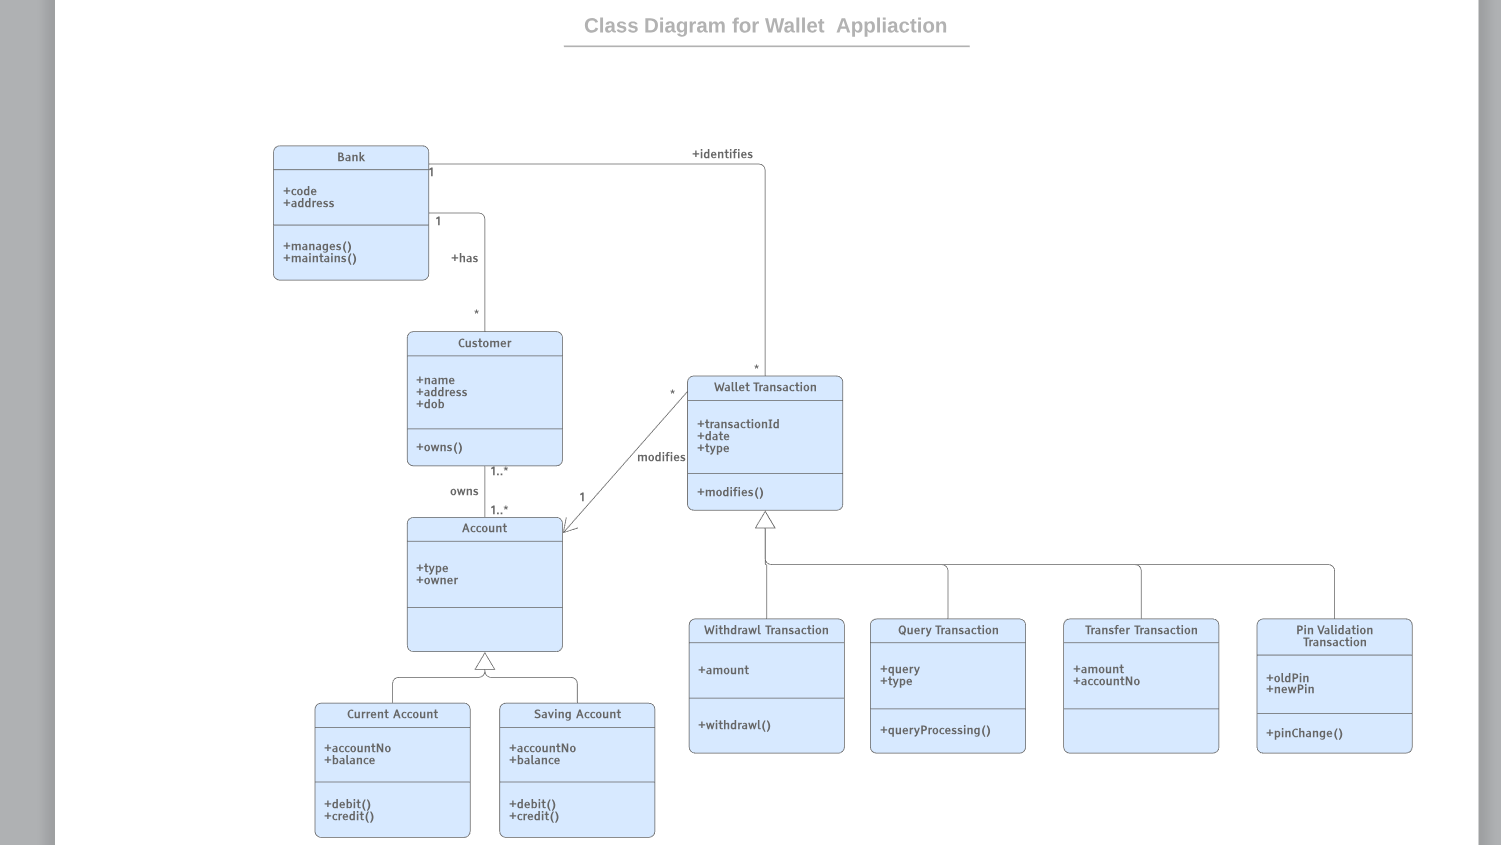 Class Diagram for Wallet  Appliaction
Bank
+code
+address
+manages()
+maintains()
1
+identifies
*
1
+has
*
Customer
+name
+address
+dob
+owns()
1..*
owns
1..*
Wallet Transaction
+transactionId
+date
+type
+modifies()
*
modifies
1
Account
+type
+owner
Current Account
+accountNo
+balance
+debit()
+credit()
Saving Account
+accountNo
+balance
+debit()
+credit()
Withdrawl Transaction
+amount
+withdrawl()
Query Transaction
+query
+type
+queryProcessing()
Transfer Transaction
+amount
+accountNo
Pin Validation
Transaction
+oldPin
+newPin
+pinChange()